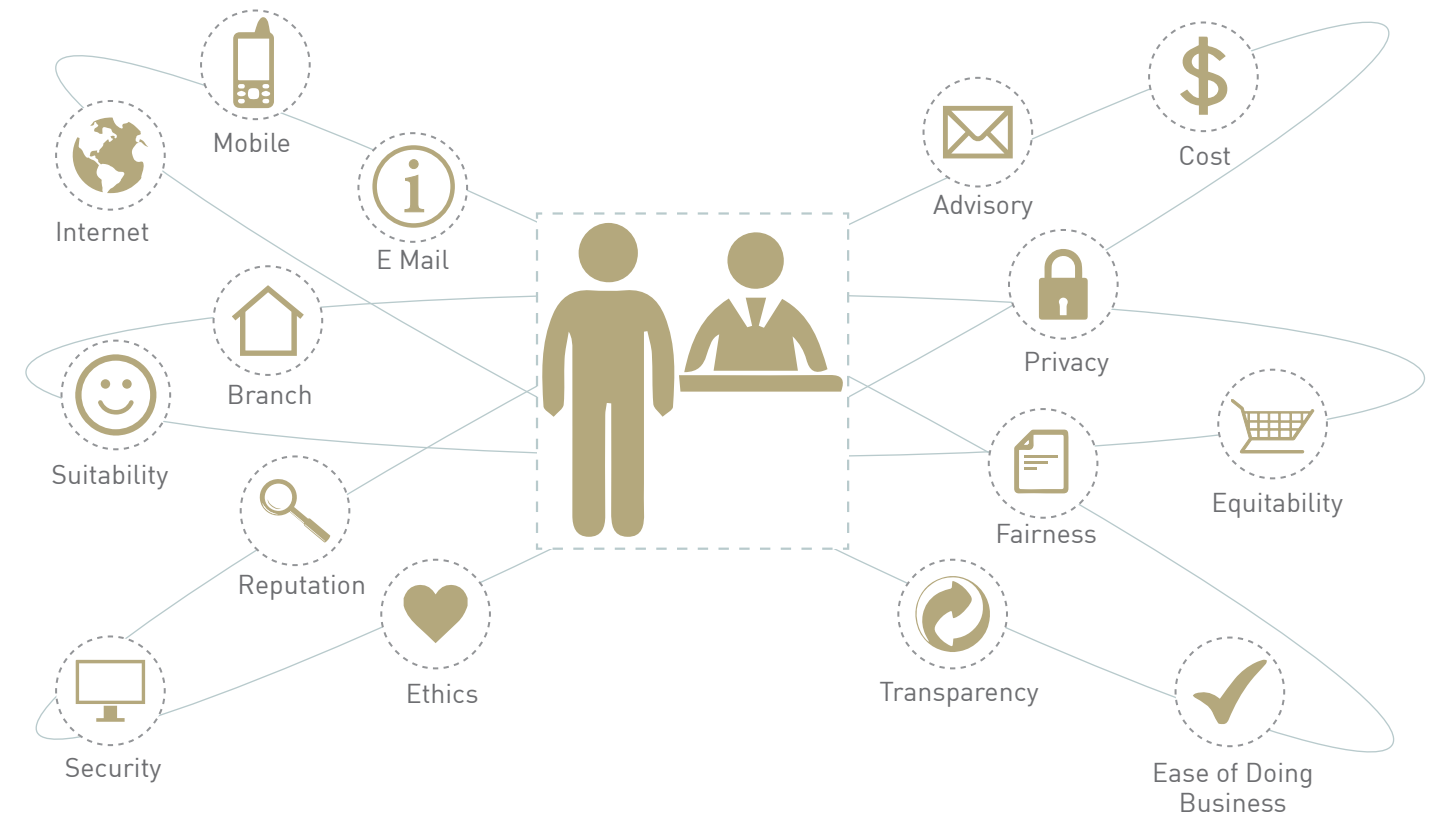 Mobile
Internet
E Mail
Branch
Suitability
Reputation
Ethics
Security
Cost
Advisory
Privacy
Equitability
Fairness
Transparency
Ease of Doing
Business